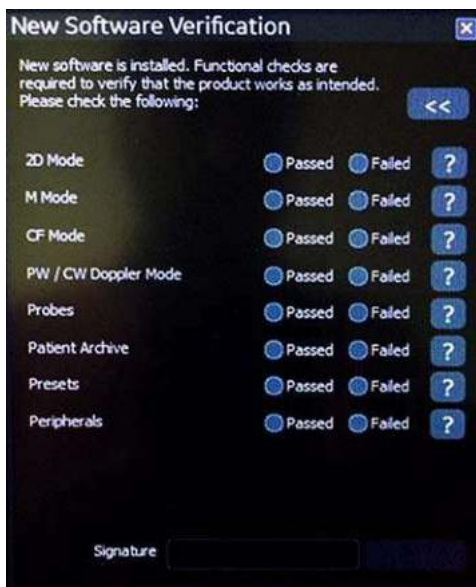 New Software Verification
New software is installed. Functional checks are
required to verify that the product works as intended.
Please check the following:
<<
2D Mode Passed Failed ?
M Mode Passed Failed ?
CF Mode Passed Failed ?
PW / CW Doppler Mode Passed Failed ?
Probes Passed Failed ?
Patient Archive Passed Failed ?
Presets Passed Failed ?
Peripherals Passed Failed ?
Signature